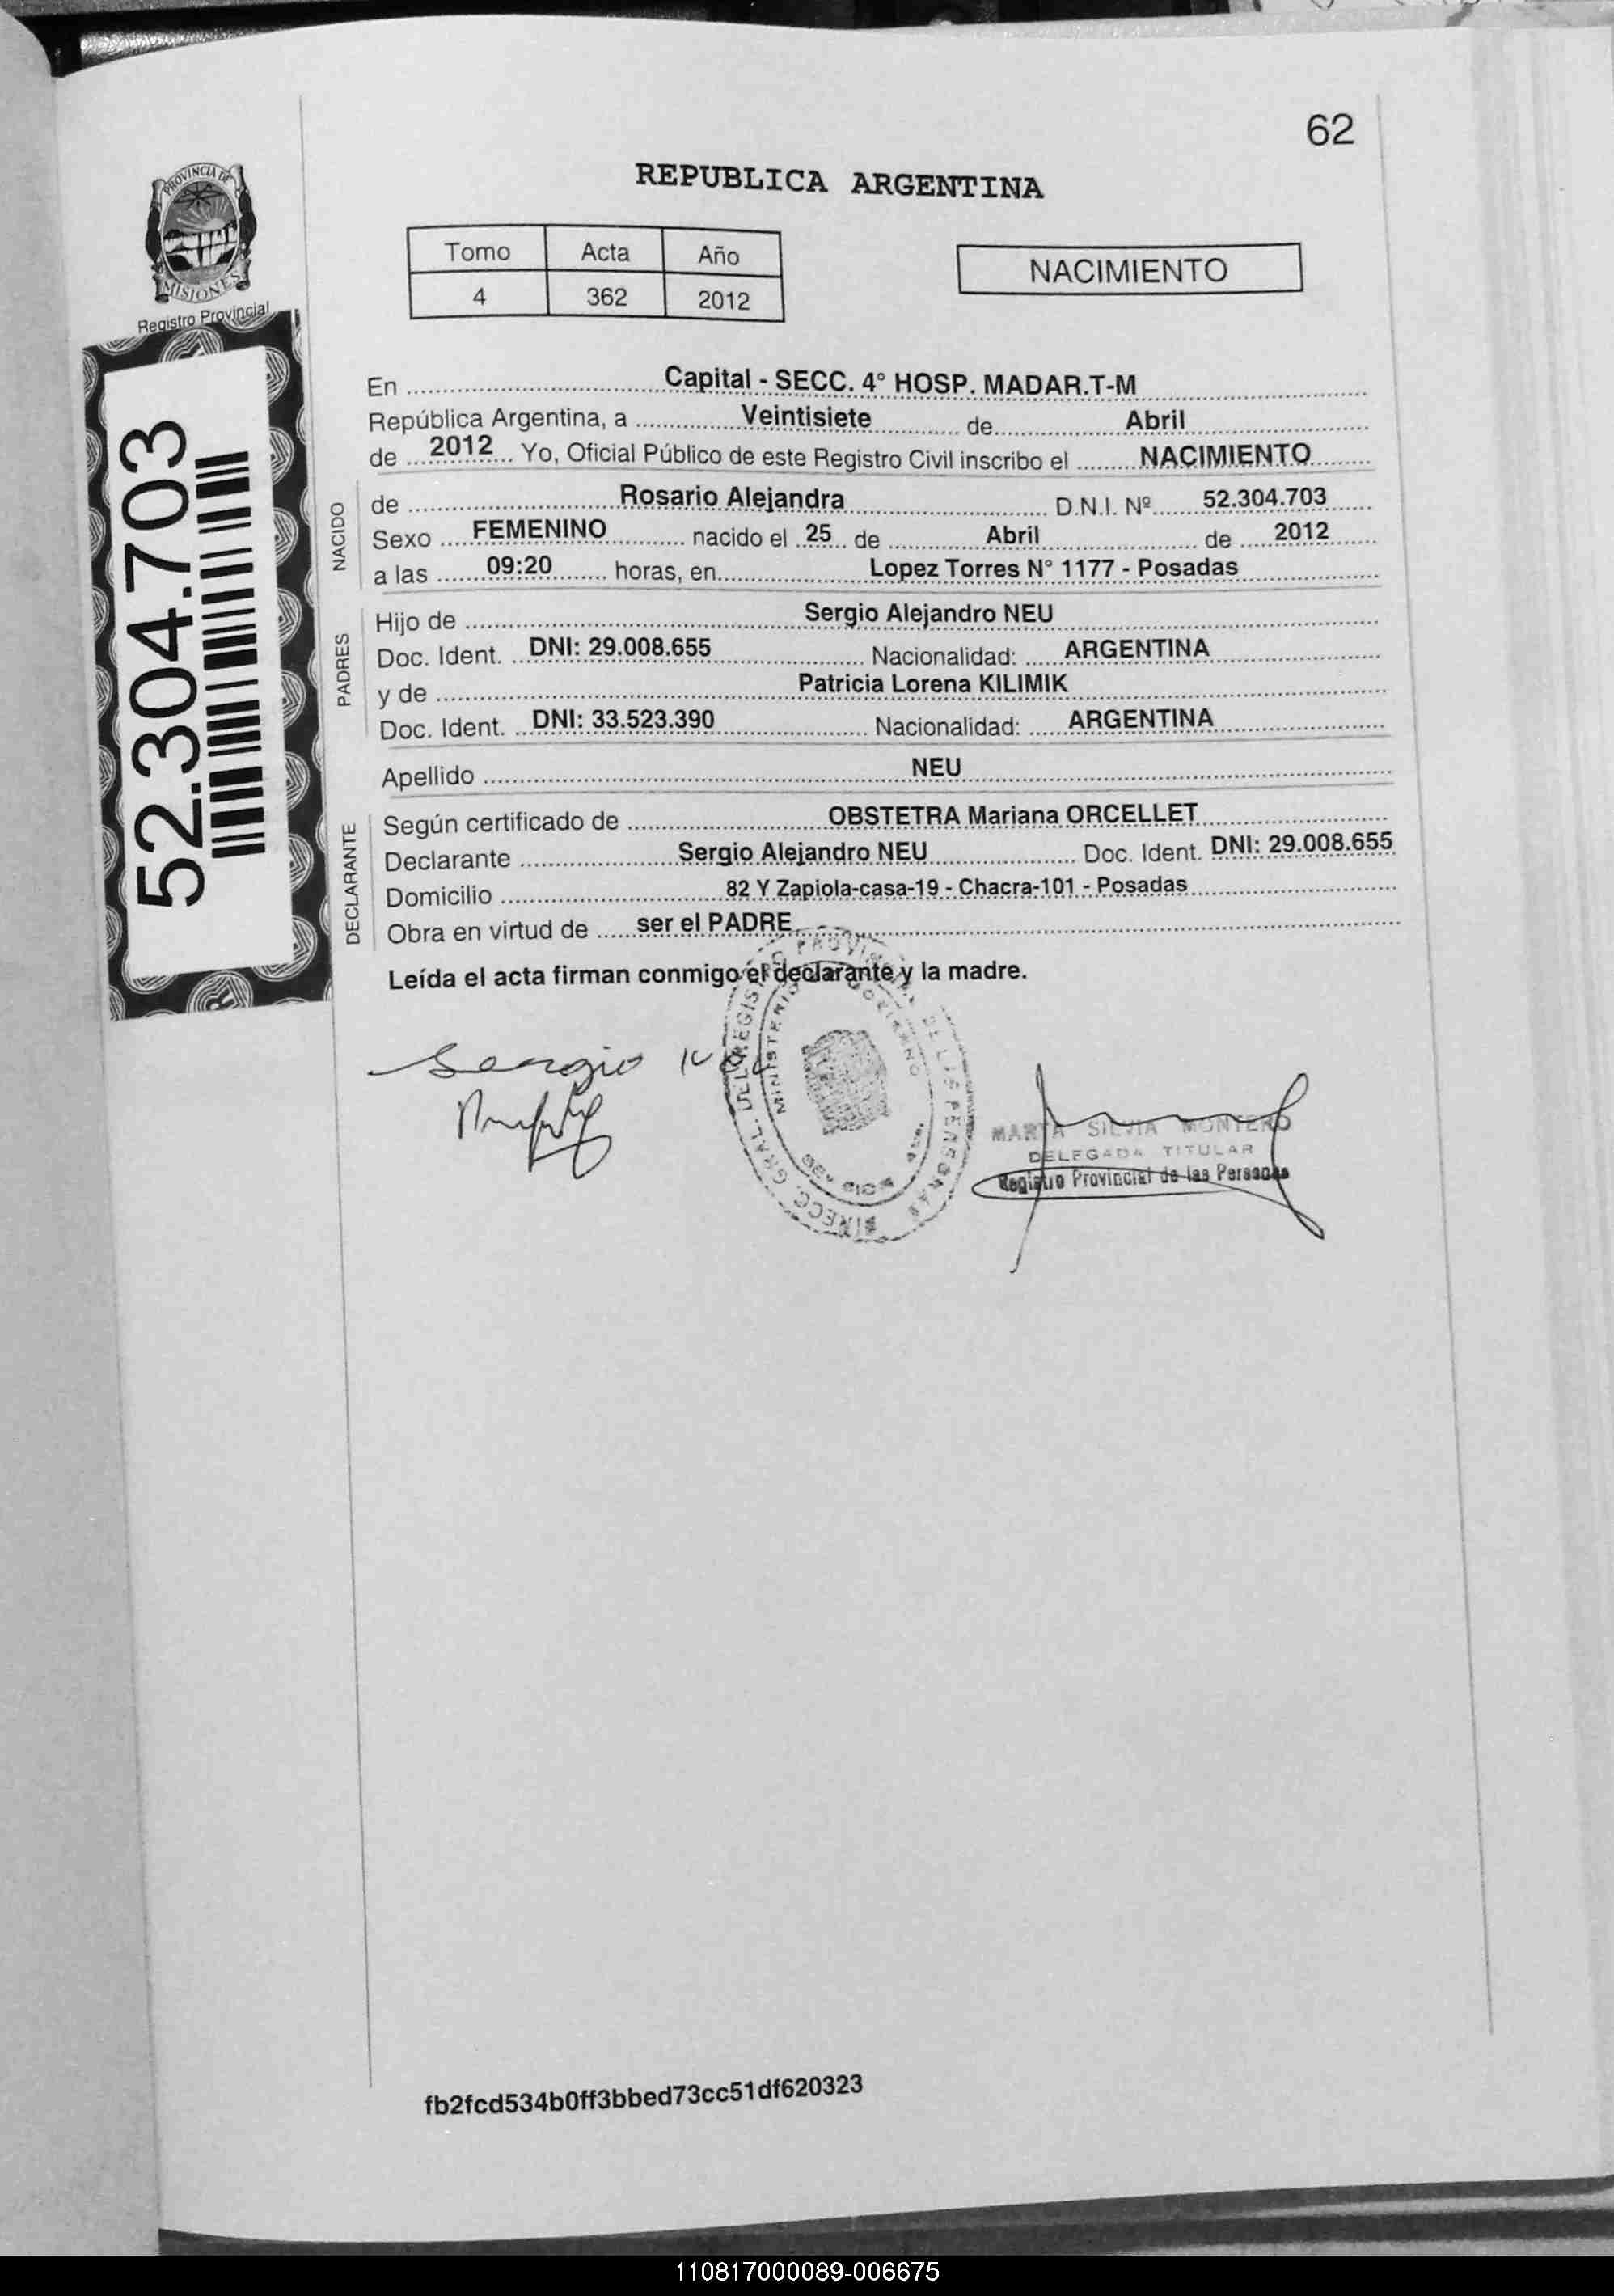 62
PROVINCIA DE
MISIONES
Registro Provincial
REPUBLICA ARGENTINA
Tomo Acta Año
4 362 2012
NACIMIENTO
52.304.703
En Capital - SECC. 4° HOSP. MADAR.T-M
República Argentina, a Veintisiete de Abril
de 2012 Yo, Oficial Público de este Registro Civil inscribo el NACIMIENTO
NACIDO
de Rosario Alejandra D.N.I. Nº 52.304.703
Sexo FEMENINO nacido el 25 de Abril de 2012
a las 09:20 horas, en Lopez Torres N° 1177 - Posadas
PADRES
Hijo de Sergio Alejandro NEU
Doc. Ident. DNI: 29.008.655 Nacionalidad: ARGENTINA
y de Patricia Lorena KILIMIK
Doc. Ident. DNI: 33.523.390 Nacionalidad: ARGENTINA
Apellido NEU
DECLARANTE
Según certificado de OBSTETRA Mariana ORCELLET
Declarante Sergio Alejandro NEU Doc. Ident. DNI: 29.008.655
Domicilio 82 Y Zapiola-casa-19 - Chacra-101 - Posadas
Obra en virtud de ser el PADRE
Leída el acta firman conmigo el declarante y la madre.
Sergio
MARTA SILVIA MONTERO
DELEGADA TITULAR
Registro Provincial de las Personas
fb2fcd534b0ff3bbed73cc51df620323
110817000089-006675